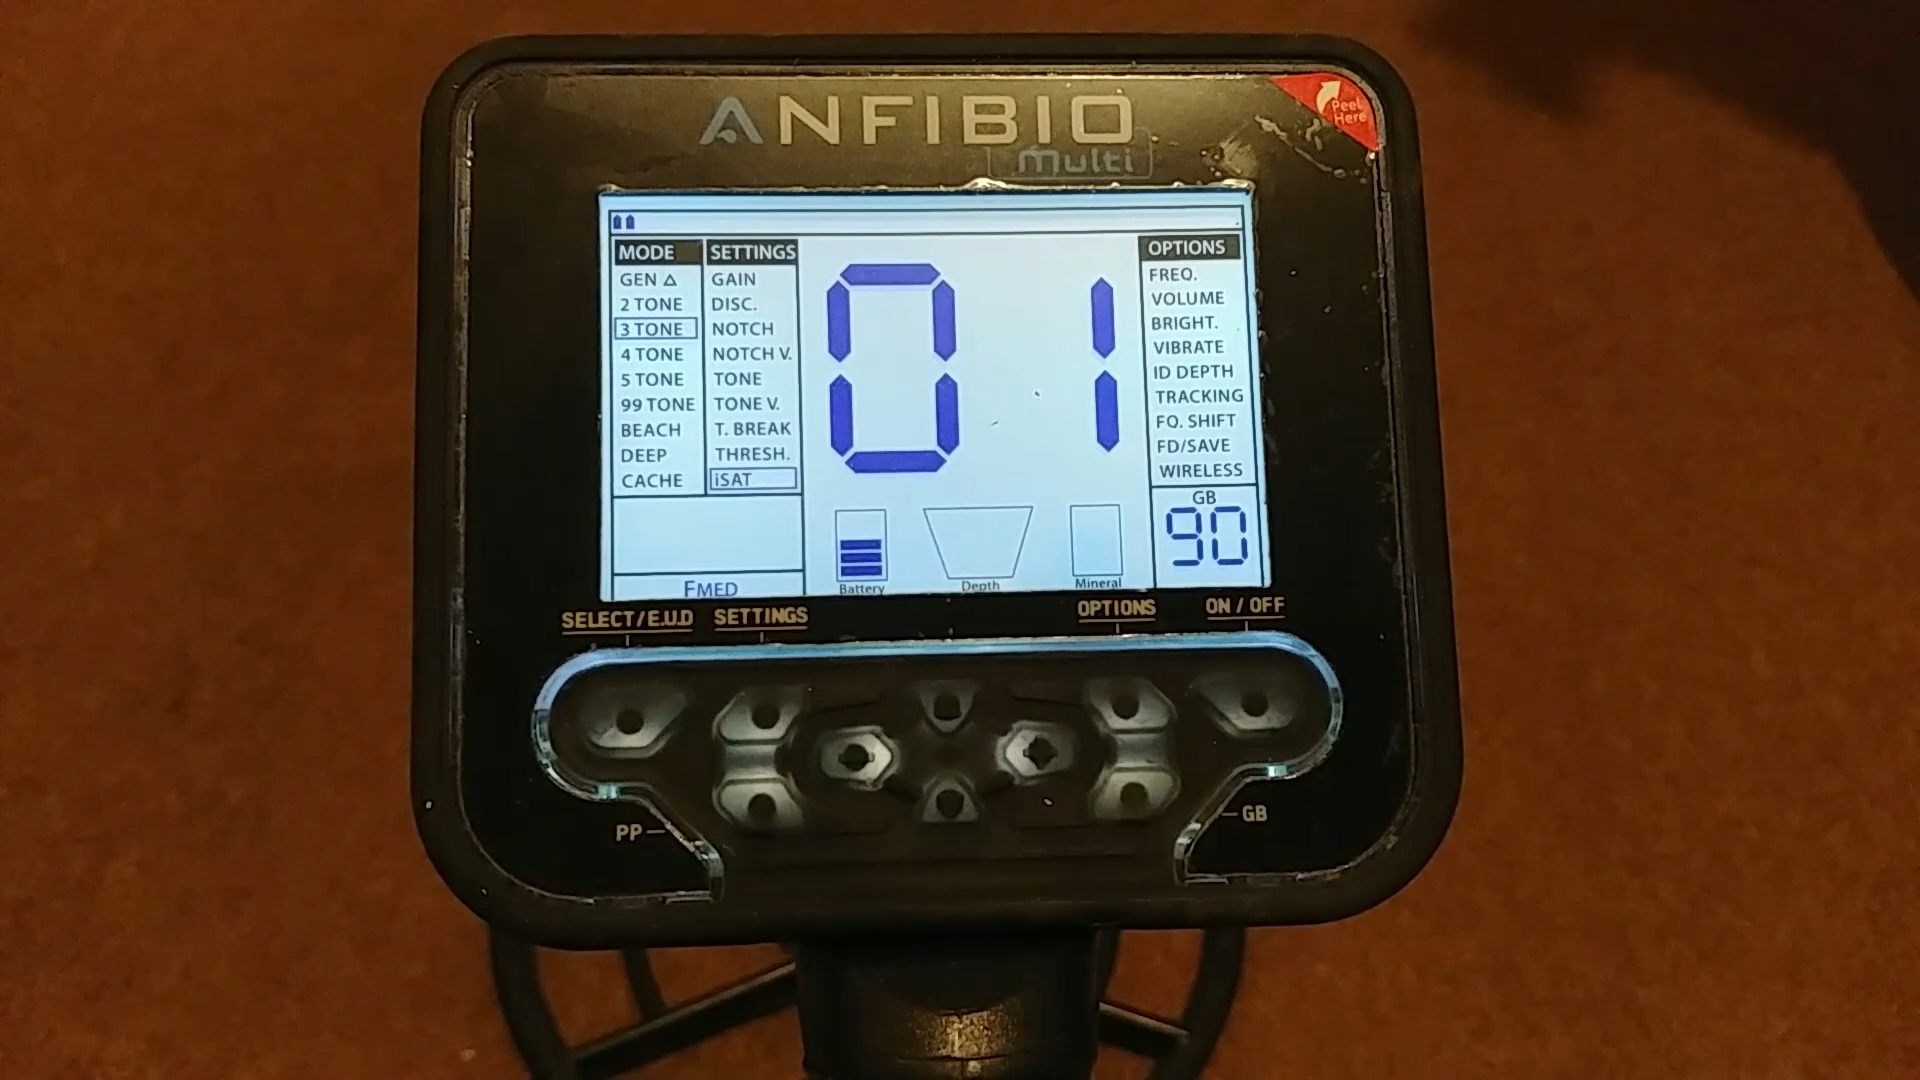 ANFIBIO
multi
Peel
Here
MODE
GEN △
2 TONE
3 TONE
4 TONE
5 TONE
99 TONE
BEACH
DEEP
CACHE
SETTINGS
GAIN
DISC.
NOTCH
NOTCH V.
TONE
TONE V.
T. BREAK
THRESH.
iSAT
01
OPTIONS
FREQ.
VOLUME
BRIGHT.
VIBRATE
ID DEPTH
TRACKING
FQ. SHIFT
FD/SAVE
WIRELESS
GB
90
FMED
Battery
Depth
Mineral
SELECT/E.U.D
SETTINGS
OPTIONS
ON / OFF
PP
GB